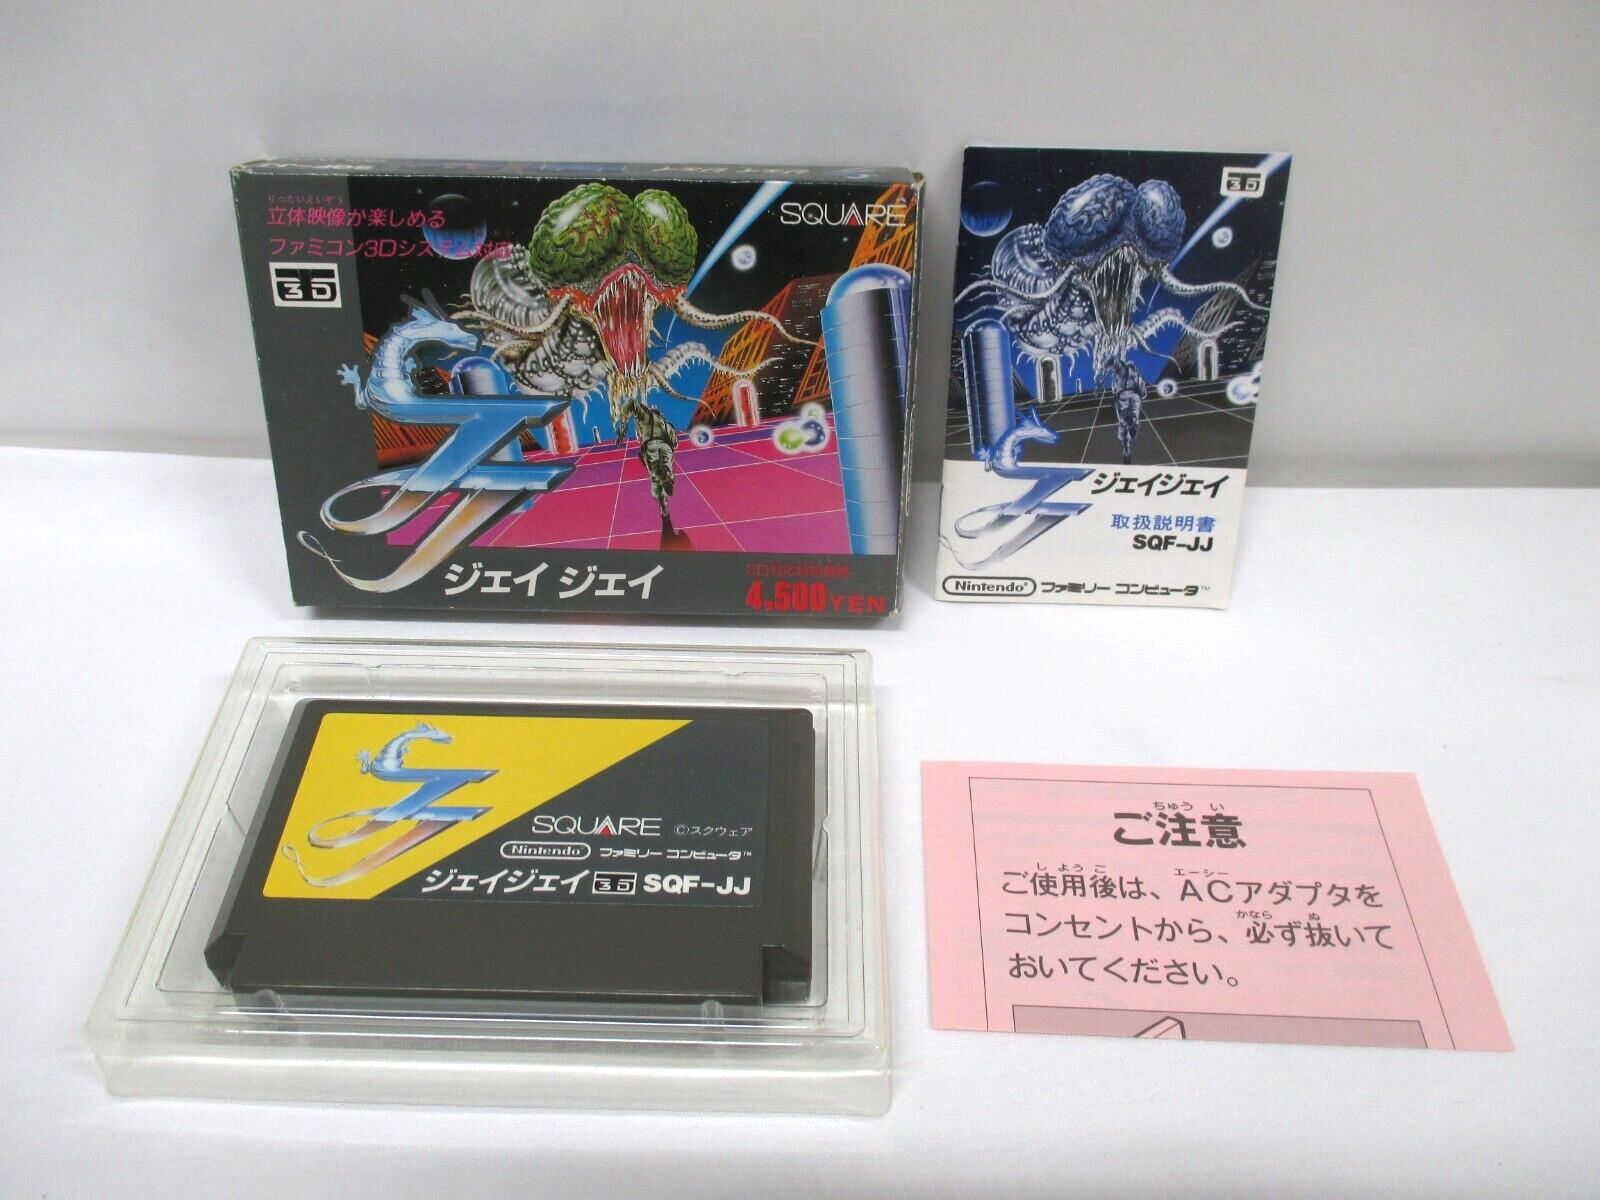 りったいえいぞう
立体映像が楽しめる
ファミコン3Dシステム対応
3D
SQUARE
JJ
ジェイ ジェイ
3D対応特別価格
4,500YEN
3D
JJ
ジェイジェイ
取扱説明書
SQF-JJ
Nintendo® ファミリー コンピュータ™
JJ
SQUARE ©スクウェア
Nintendo® ファミリー コンピュータ™
ジェイジェイ 3D SQF-JJ
ちゅう い
ご注意
しようご エーシー
ご使用後は、ACアダプタを
かなら ぬ
コンセントから、必ず抜いて
おいてください。